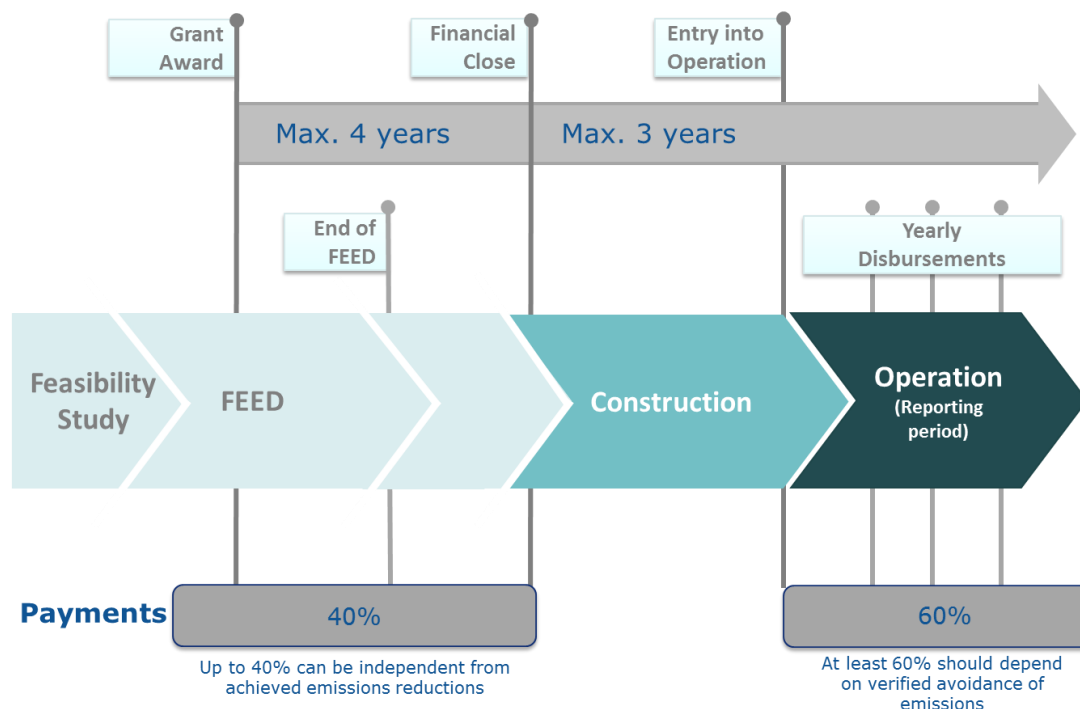 Grant
Award
Financial
Close
Entry into
Operation
Max. 4 years
Max. 3 years
End of
FEED
Yearly
Disbursements
Feasibility
Study
FEED
Construction
Operation
(Reporting
period)
Payments
40%
60%
Up to 40% can be independent from
achieved emissions reductions
At least 60% should depend
on verified avoidance of
emissions